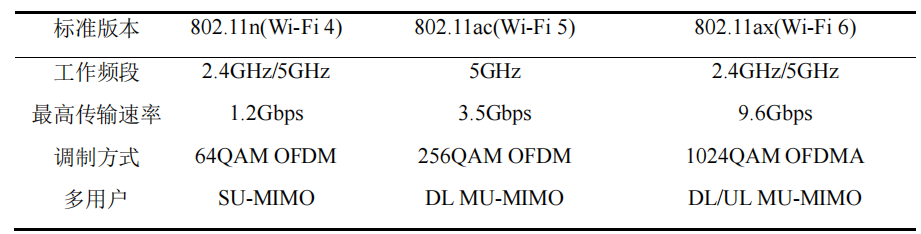 标准版本 802.11n(Wi-Fi 4) 802.11ac(Wi-Fi 5) 802.11ax(Wi-Fi 6)
工作频段 2.4GHz/5GHz 5GHz 2.4GHz/5GHz
最高传输速率 1.2Gbps 3.5Gbps 9.6Gbps
调制方式 64QAM OFDM 256QAM OFDM 1024QAM OFDMA
多用户 SU-MIMO DL MU-MIMO DL/UL MU-MIMO